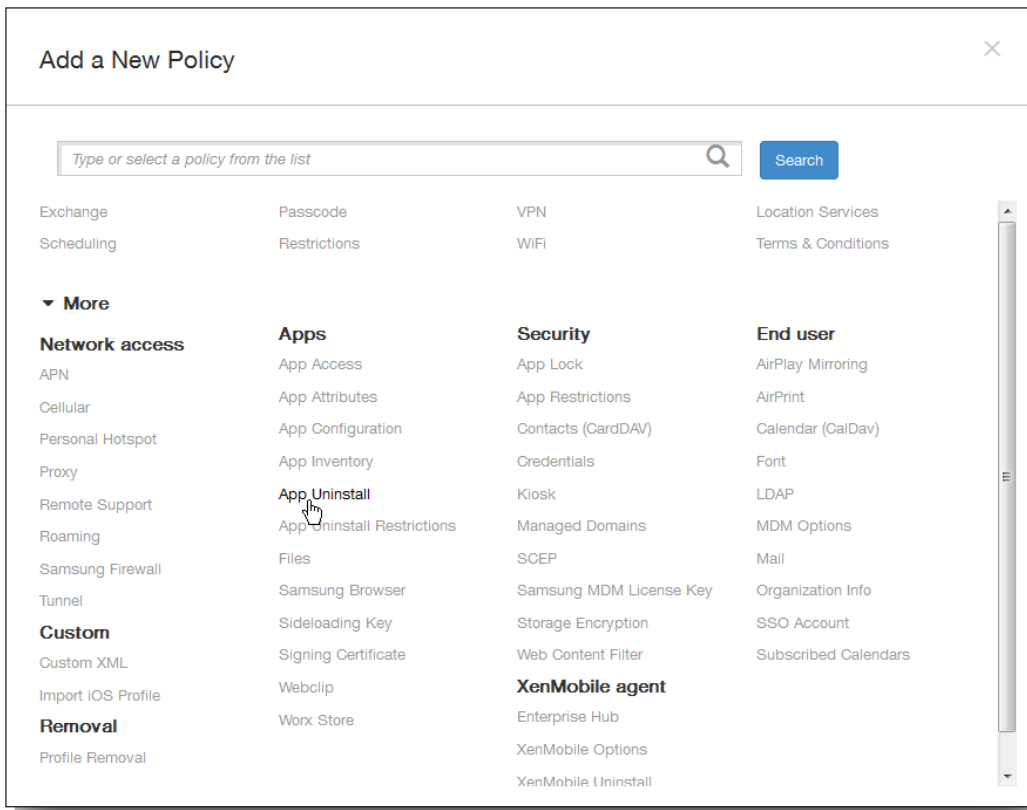 Add a New Policy
Type or select a policy from the list
Search
Exchange
Passcode
VPN
Location Services
Scheduling
Restrictions
WiFi
Terms & Conditions
More
Network access
APN
Cellular
Personal Hotspot
Proxy
Remote Support
Roaming
Samsung Firewall
Tunnel
Custom
Custom XML
Import iOS Profile
Removal
Profile Removal
Apps
App Access
App Attributes
App Configuration
App Inventory
App Uninstall
App Uninstall Restrictions
Files
Samsung Browser
Sideloading Key
Signing Certificate
Webclip
Worx Store
Security
App Lock
App Restrictions
Contacts (CardDAV)
Credentials
Kiosk
Managed Domains
SCEP
Samsung MDM License Key
Storage Encryption
Web Content Filter
XenMobile agent
Enterprise Hub
XenMobile Options
XenMobile Uninstall
End user
AirPlay Mirroring
AirPrint
Calendar (CalDav)
Font
LDAP
MDM Options
Mail
Organization Info
SSO Account
Subscribed Calendars